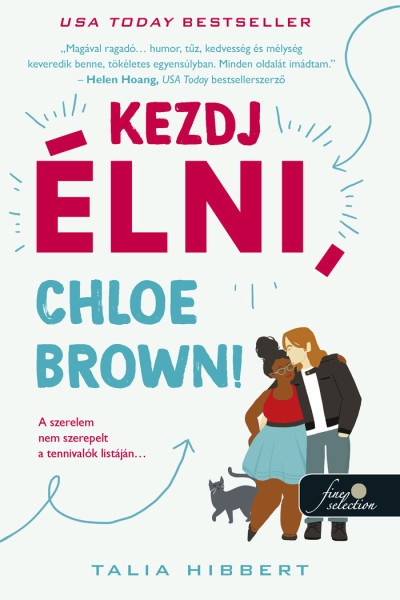 USA TODAY BESTSELLER
„Magával ragadó… humor, tűz, kedvesség és mélység
keveredik benne, tökéletes egyensúlyban. Minden oldalát imádtam.”
– Helen Hoang, USA Today bestsellerszerző
KEZDJ
ÉLNI,
CHLOE
BROWN!
A szerelem
nem szerepelt
a tennivalók listáján…
fine
selection
TALIA HIBBERT